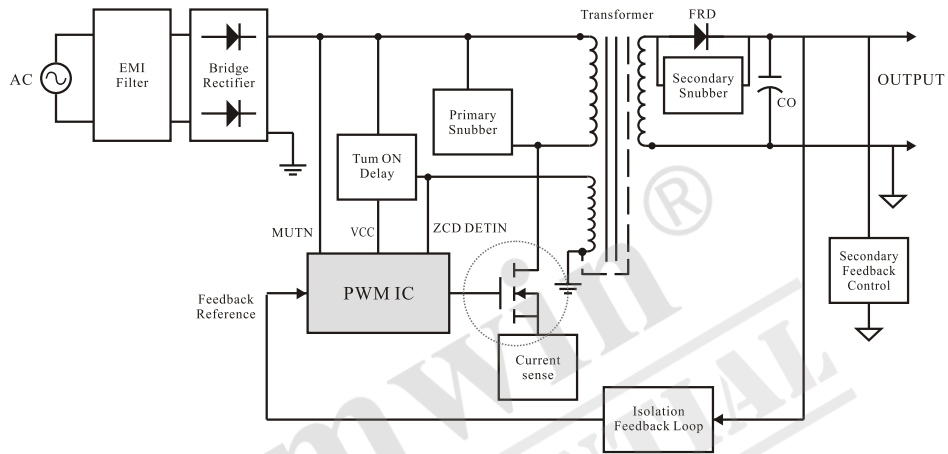 Transformer
FRD
AC
EMI
Filter
Bridge
Rectifier
Primary
Snubber
Secondary
Snubber
CO
OUTPUT
Tum ON
Delay
MUTN
VCC
ZCD DETIN
PWM IC
Feedback
Reference
Current
sense
Secondary
Feedback
Control
Isolation
Feedback Loop
®